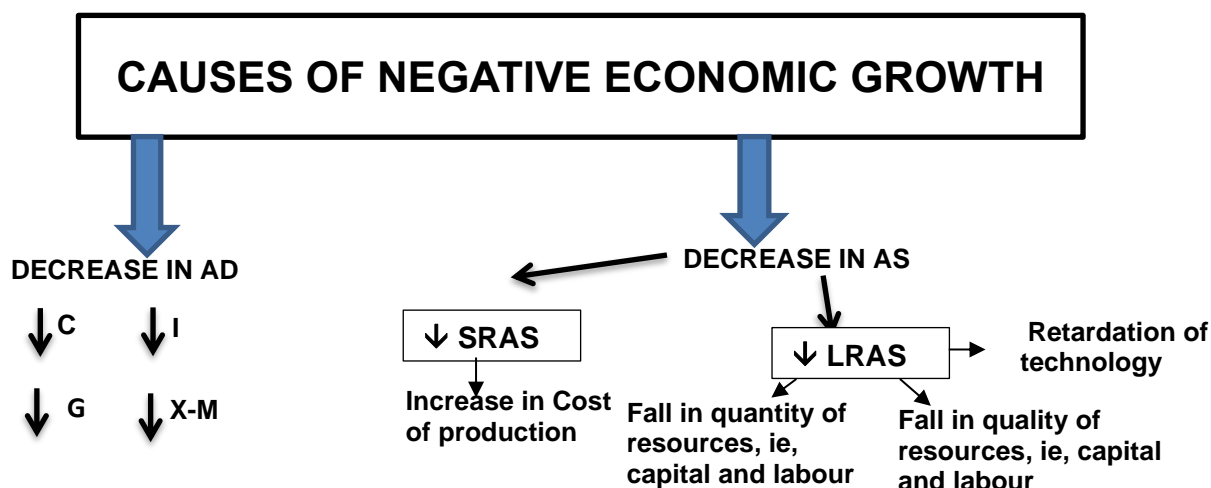 CAUSES OF NEGATIVE ECONOMIC GROWTH
DECREASE IN AD
C
I
G
X-M
DECREASE IN AS
↓ SRAS
Increase in Cost
of production
↓ LRAS
Retardation of
technology
Fall in quantity of
resources, ie,
capital and labour
Fall in quality of
resources, ie, capital
and labour